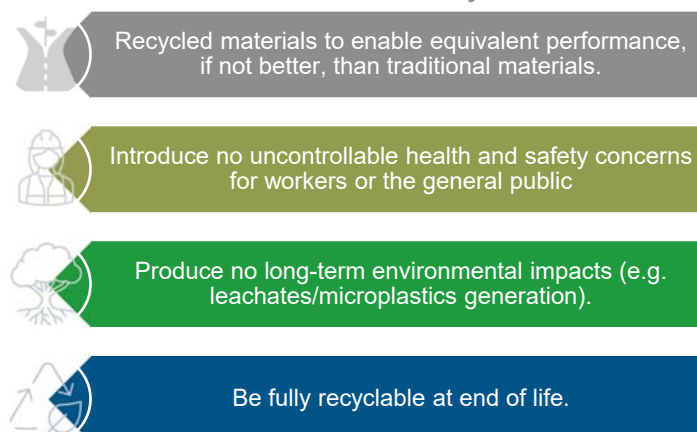 Recycled materials to enable equivalent performance,
if not better, than traditional materials.
Introduce no uncontrollable health and safety concerns
for workers or the general public
Produce no long-term environmental impacts (e.g.
leachates/microplastics generation).
Be fully recyclable at end of life.